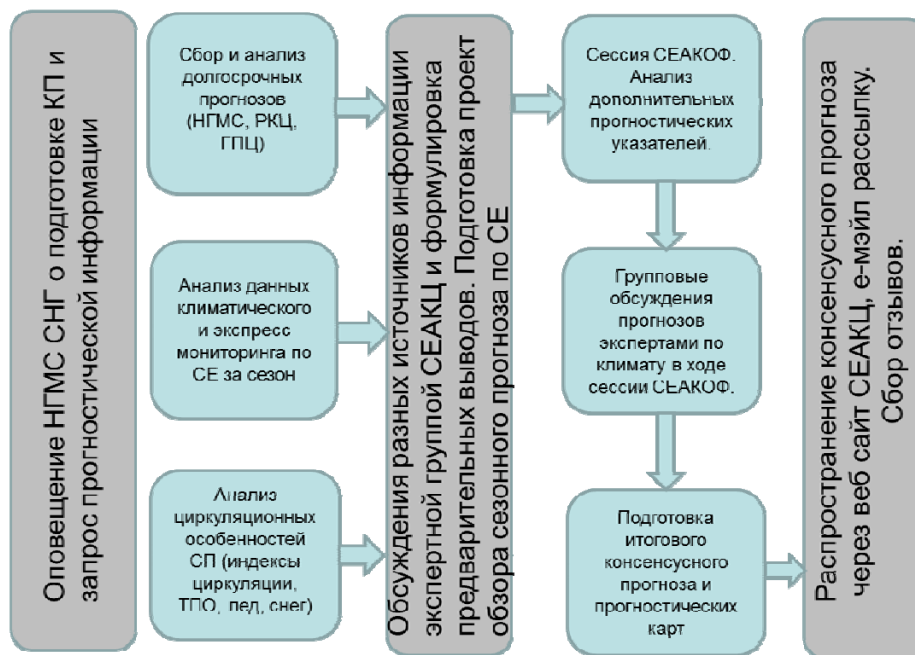 Оповещение НГМС СНГ о подготовке КП и
запрос прогностической информации
Сбор и анализ
долгосрочных
прогнозов
(НГМС, РКЦ,
ГПЦ)
Анализ данных
климатического
и экспресс
мониторинга по
СЕ за сезон
Анализ
циркуляционных
особенностей
СП (индексы
циркуляции,
ТПО, лед, снег)
Обсуждения разных источников информации
экспертной группой СЕАКЦ и формулировка
предварительных выводов. Подготовка проект
обзора сезонного прогноза по СЕ
Сессия СЕАКОФ.
Анализ
дополнительных
прогностических
указателей.
Групповые
обсуждения
прогнозов
экспертами по
климату в ходе
сессии СЕАКОФ.
Подготовка
итогового
консенсусного
прогноза и
прогностических
карт
Распространение консенсусного прогноза
через веб сайт СЕАКЦ, е-мэйл рассылку.
Сбор отзывов.